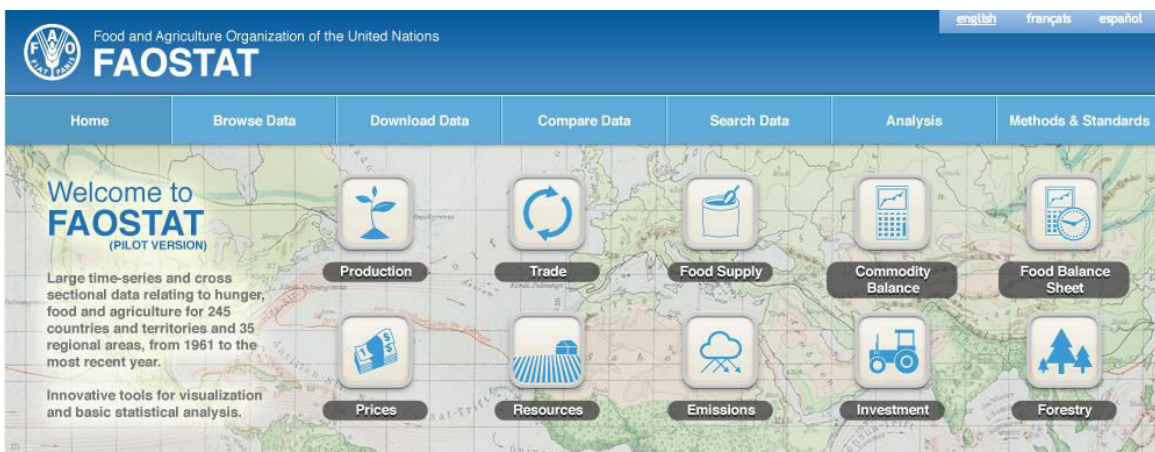 english français español
FAO
FIAT PANIS
Food and Agriculture Organization of the United Nations
FAOSTAT
Home Browse Data Download Data Compare Data Search Data Analysis Methods & Standards
Welcome to
FAOSTAT
(PILOT VERSION)
Large time-series and cross
sectional data relating to hunger,
food and agriculture for 245
countries and territories and 35
regional areas, from 1961 to the
most recent year.
Innovative tools for visualization
and basic statistical analysis.
Production
Trade
Food Supply
Commodity
Balance
Food Balance
Sheet
Prices
Resources
Emissions
Investment
Forestry